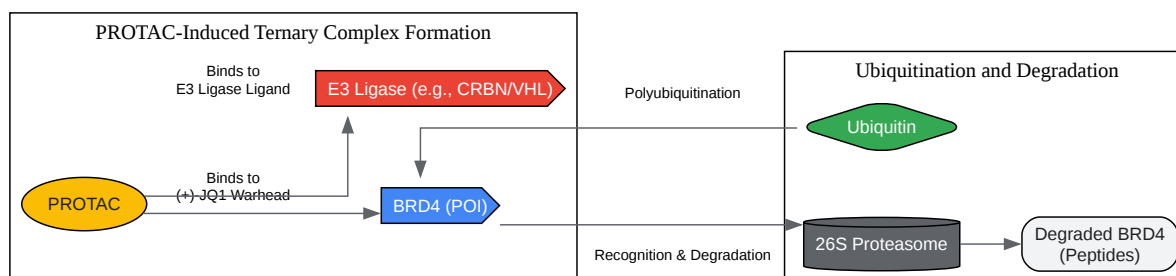 PROTAC-Induced Ternary Complex Formation
Binds to
E3 Ligase Ligand
E3 Ligase (e.g., CRBN/VHL)
Binds to
(+)-JQ1 Warhead
PROTAC
BRD4 (POI)
Polyubiquitination
Recognition & Degradation
Ubiquitination and Degradation
Ubiquitin
26S Proteasome
Degraded BRD4
(Peptides)